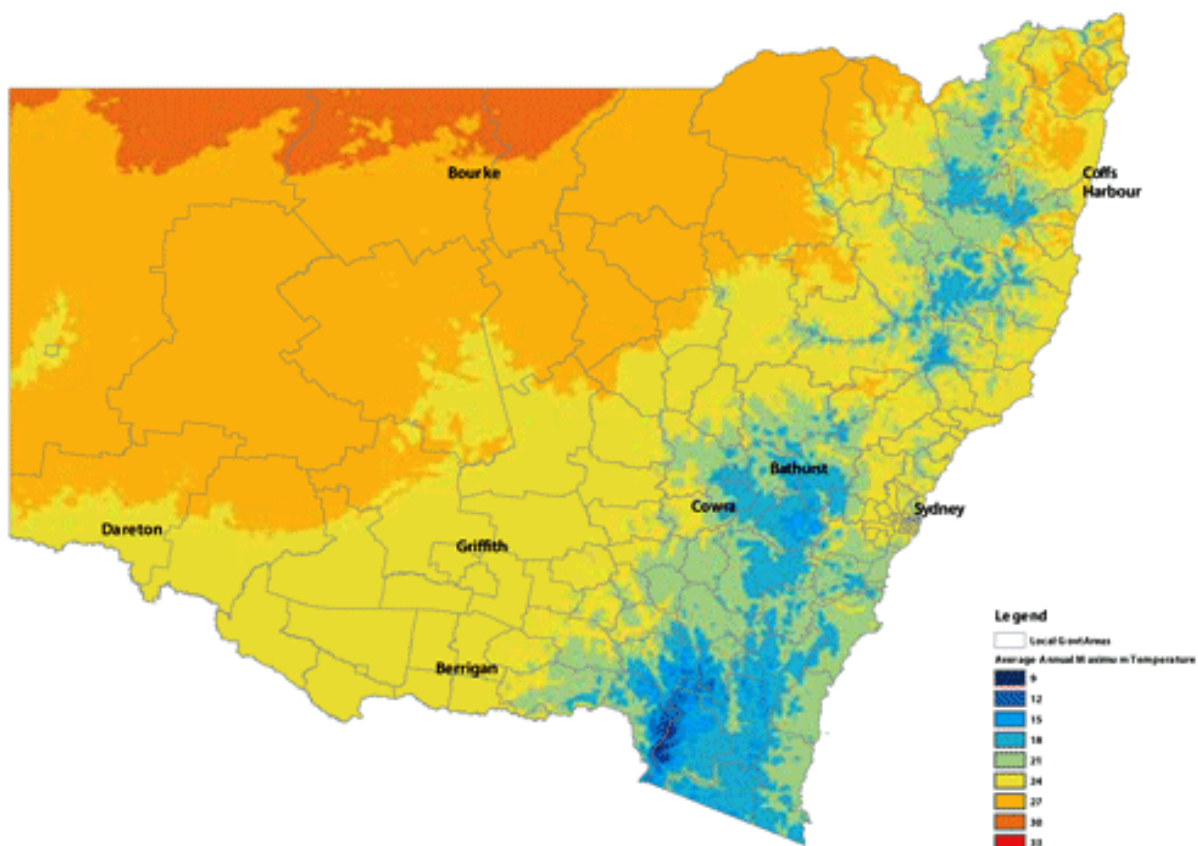 Bourke
Coffs
Harbour
Bathurst
Cowra
Sydney
Dareton
Griffith
Berrigan
Legend
Local Govt Areas
Average Annual Maximum Temperature
9
12
15
18
21
24
27
30
33